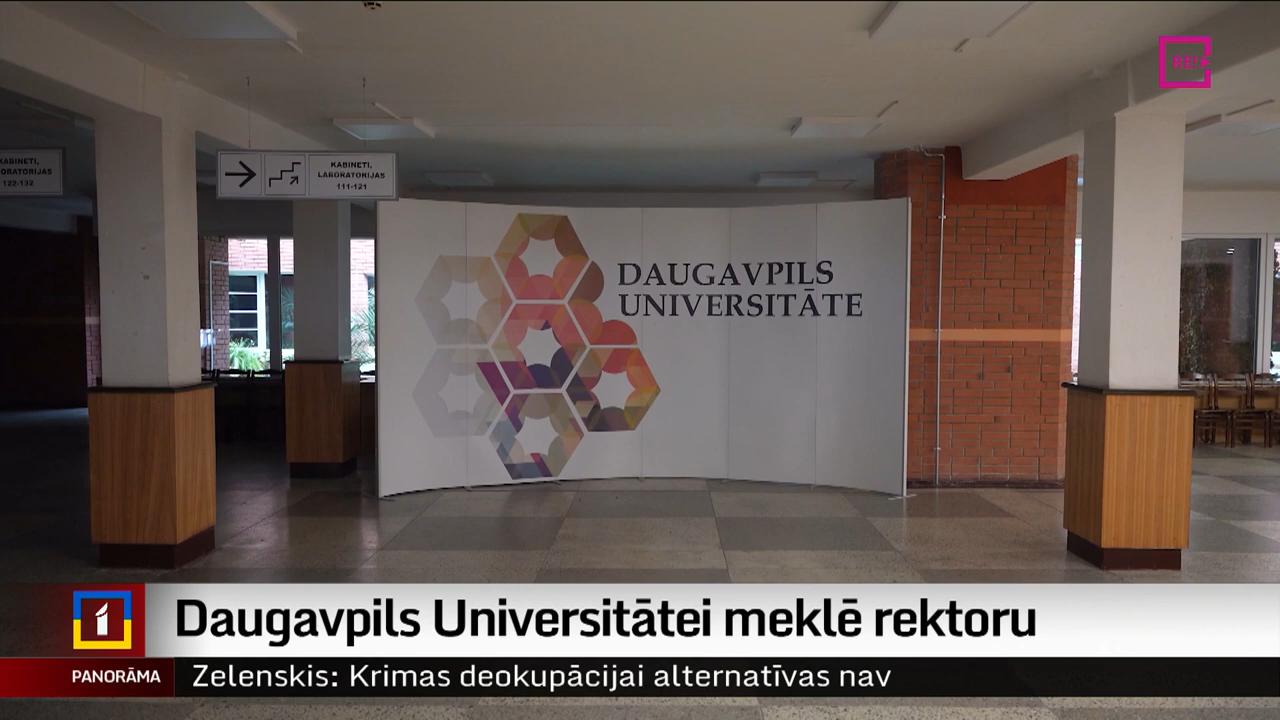 RE!
KABINETI,
LABORATORIJAS
122-132
KABINETI,
LABORATORIJAS
111-121
DAUGAVPILS
UNIVERSITĀTE
1
Daugavpils Universitātei meklē rektoru
PANORĀMA
Zelenskis: Krimas deokupācijai alternatīvas nav